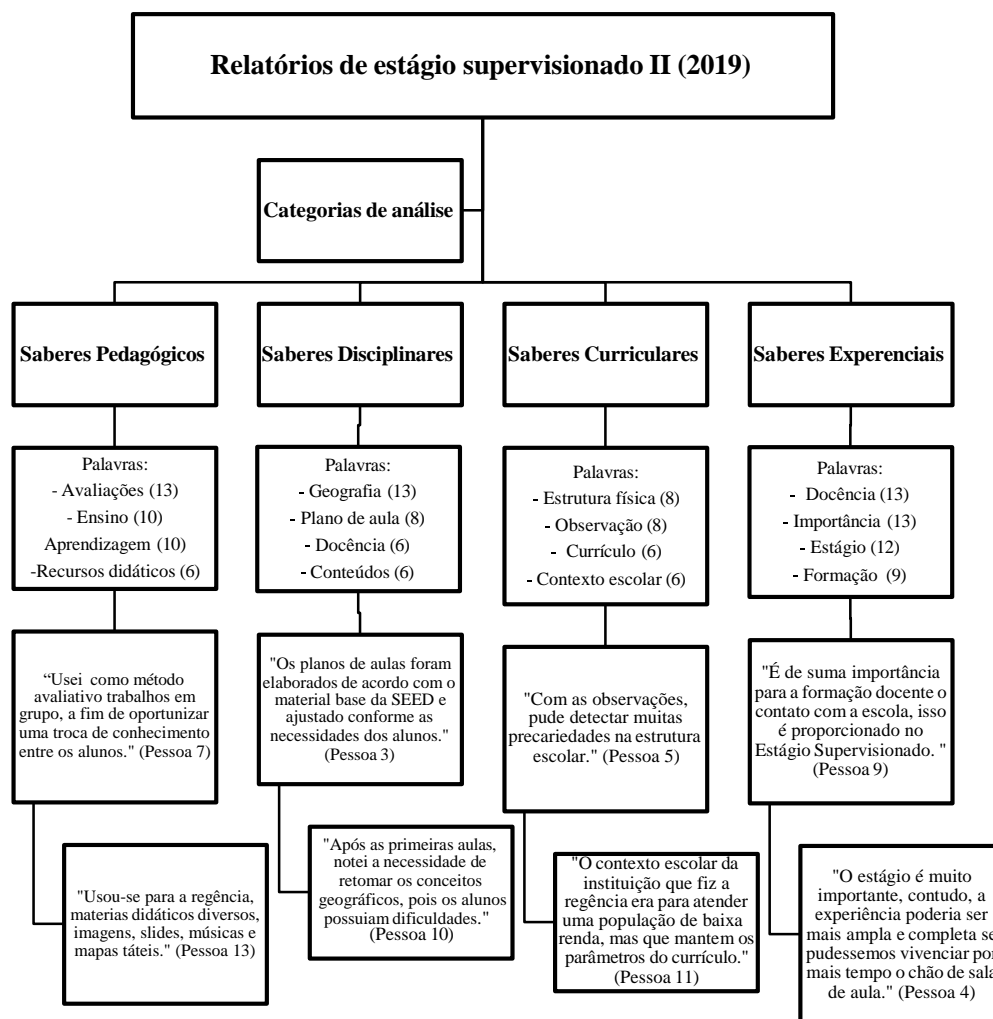 Relatórios de estágio supervisionado II (2019)
Categorias de análise
Saberes Pedagógicos
Saberes Disciplinares
Saberes Curriculares
Saberes Experenciais
Palavras:
- Avaliações (13)
- Ensino (10)
Aprendizagem (10)
-Recursos didáticos (6)
Palavras:
- Geografia (13)
- Plano de aula (8)
- Docência (6)
- Conteúdos (6)
Palavras:
- Estrutura física (8)
- Observação (8)
- Currículo (6)
- Contexto escolar (6)
Palavras:
- Docência (13)
- Importância (13)
- Estágio (12)
- Formação (9)
“Usei como método
avaliativo trabalhos em
grupo, a fim de oportunizar
uma troca de conhecimento
entre os alunos." (Pessoa 7)
"Os planos de aulas foram
elaborados de acordo com o
material base da SEED e
ajustado conforme as
necessidades dos alunos."
(Pessoa 3)
"Com as observações,
pude detectar muitas
precariedades na estrutura
escolar." (Pessoa 5)
"É de suma importância
para a formação docente o
contato com a escola, isso
é proporcionado no
Estágio Supervisionado. "
(Pessoa 9)
"Usou-se para a regência,
materias didáticos diversos,
imagens, slides, músicas e
mapas táteis." (Pessoa 13)
"Após as primeiras aulas,
notei a necessidade de
retomar os conceitos
geográficos, pois os alunos
possuiam dificuldades."
(Pessoa 10)
"O contexto escolar da
instituição que fiz a
regência era para atender
uma população de baixa
renda, mas que mantem os
parâmetros do currículo."
(Pessoa 11)
"O estágio é muito
importante, contudo, a
experiência poderia ser
mais ampla e completa se
pudessemos vivenciar por
mais tempo o chão de sala
de aula." (Pessoa 4)